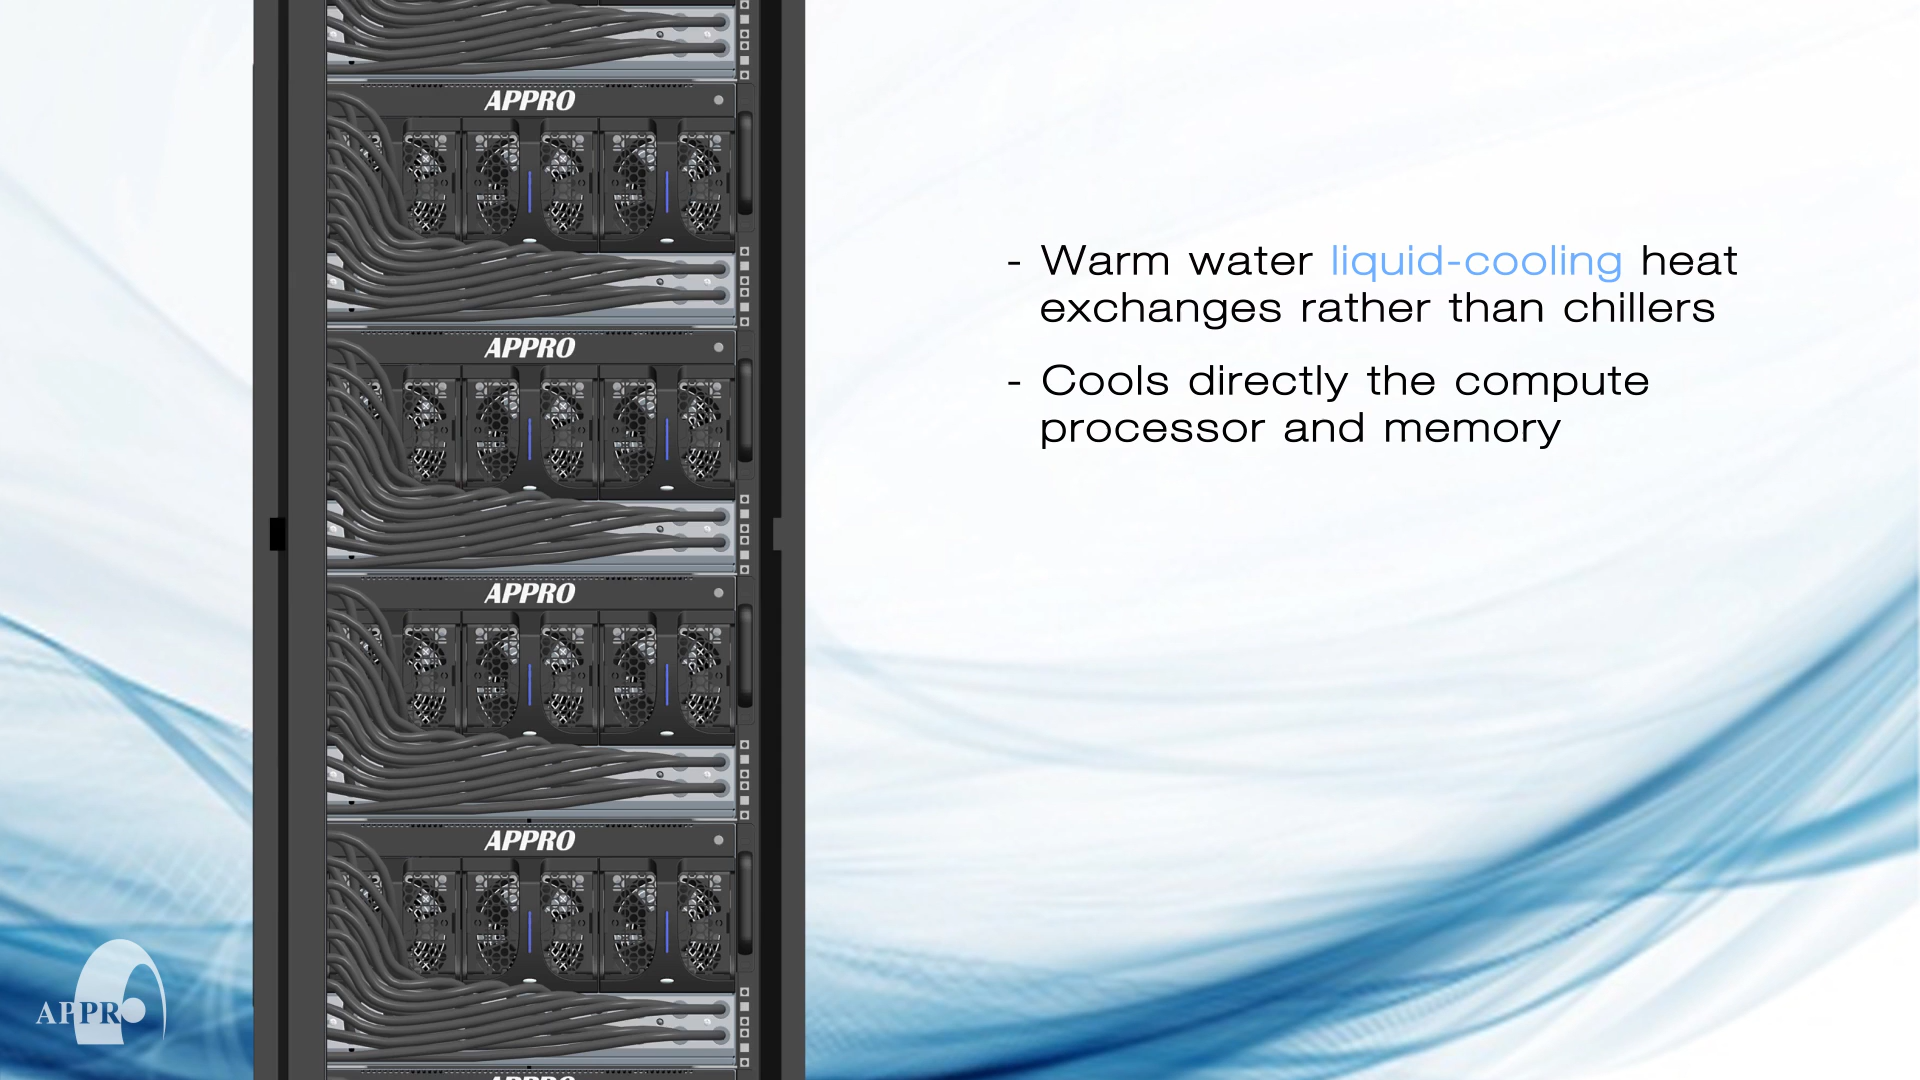 APPRO
APPRO
APPRO
APPRO
APPRO
- Warm water liquid-cooling heat
exchanges rather than chillers
- Cools directly the compute
processor and memory
APPRO